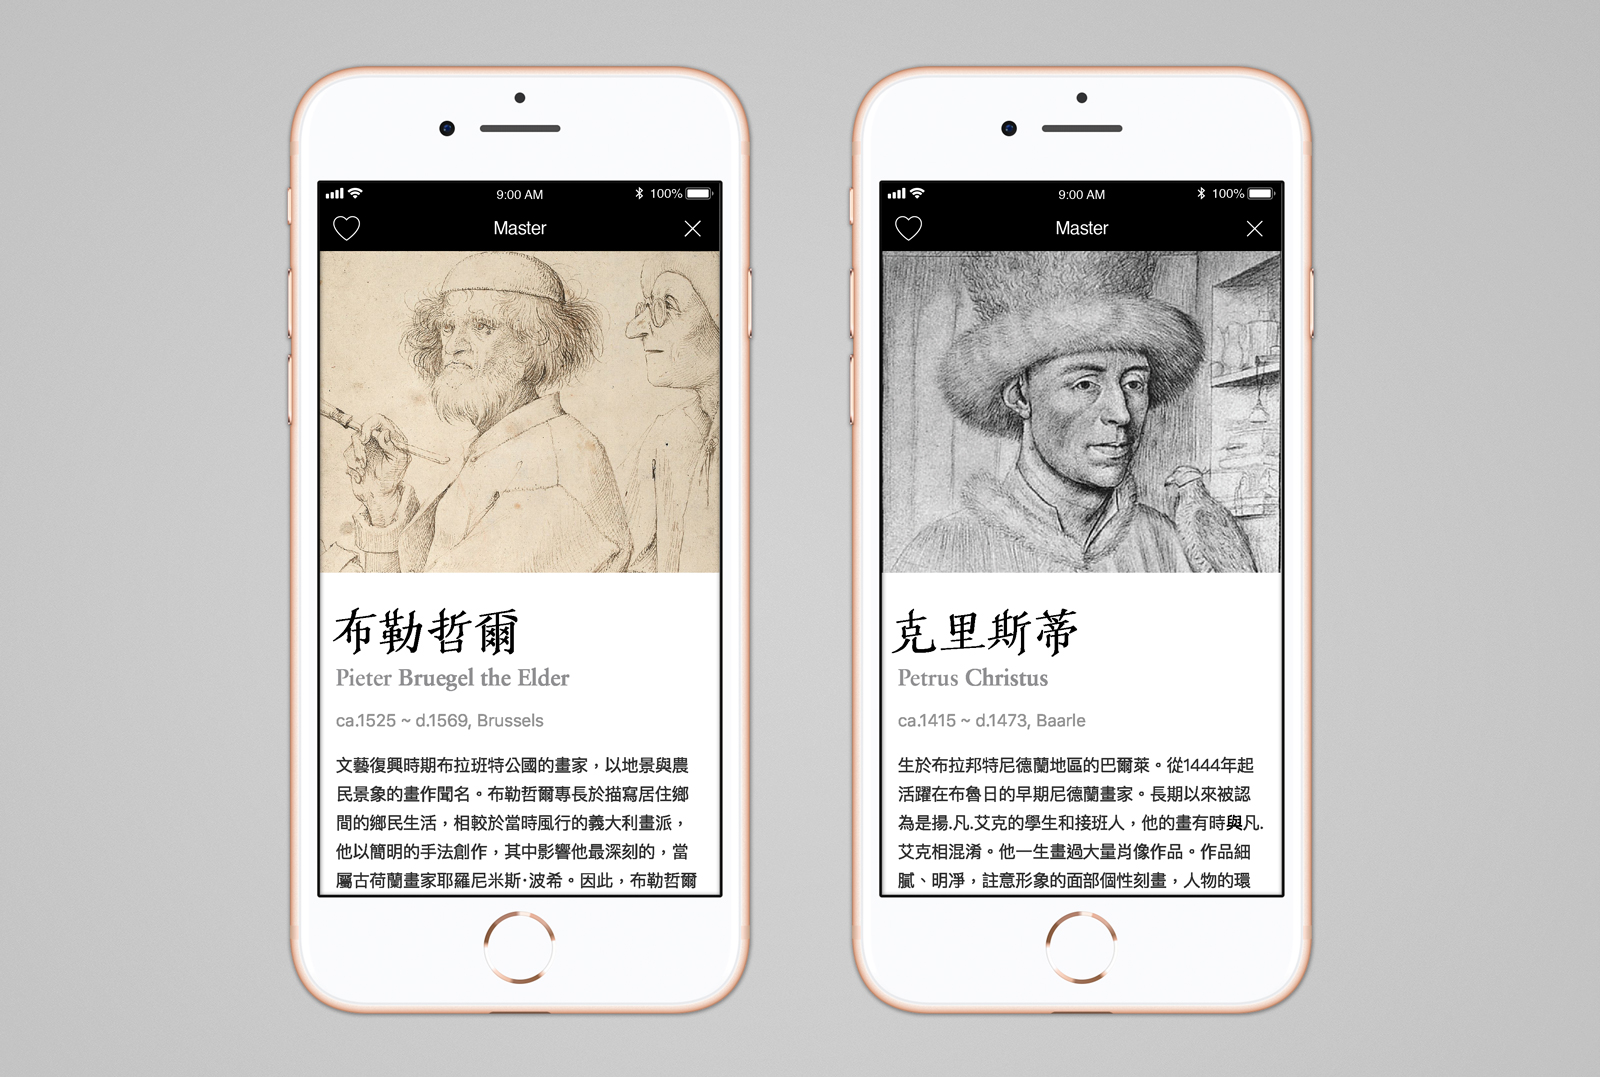 9:00 AM
100%
Master
布勒哲爾
Pieter Bruegel the Elder
ca.1525 ~ d.1569, Brussels
文藝復興時期布拉班特公國的畫家，以地景與農
民景象的畫作聞名。布勒哲爾專長於描寫居住鄉
間的鄉民生活，相較於當時風行的義大利畫派，
他以簡明的手法創作，其中影響他最深刻的，當
屬古荷蘭畫家耶羅尼米斯·波希。因此，布勒哲爾
9:00 AM
100%
Master
克里斯蒂
Petrus Christus
ca.1415 ~ d.1473, Baarle
生於布拉邦特尼德蘭地區的巴爾萊。從1444年起
活躍在布魯日的早期尼德蘭畫家。長期以來被認
為是揚.凡.艾克的學生和接班人，他的畫有時與凡.
艾克相混淆。他一生畫過大量肖像作品。作品細
膩、明淨，註意形象的面部個性刻畫，人物的環